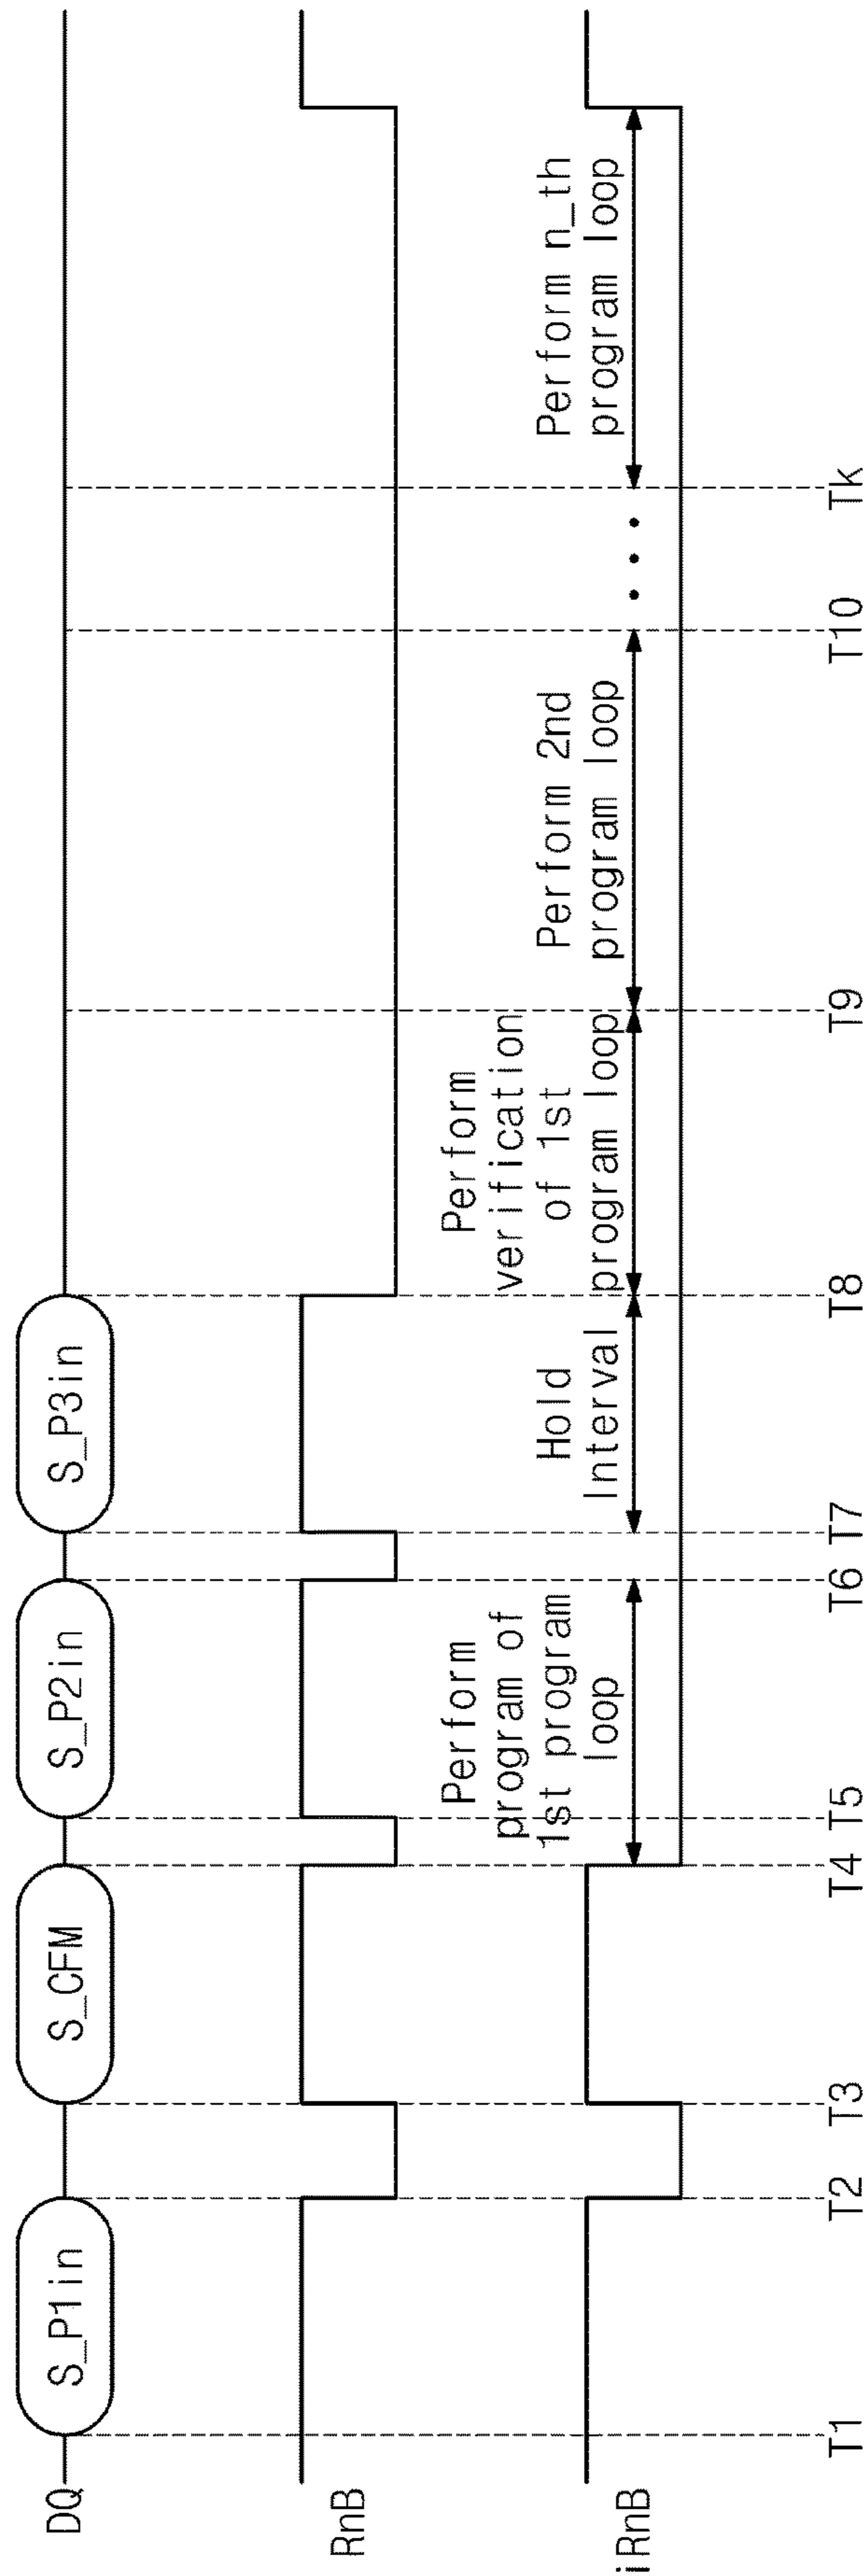 DQ
S_P1in
S_CFM
S_P2in
S_P3in
RnB
iRnB
Perform
program of
1st program
loop
Hold
Interval
Perform
verification
of 1st
program loop
Perform 2nd
program loop
• • •
Perform n_th
program loop
T1
T2
T3
T4
T5
T6
T7
T8
T9
T10
Tk